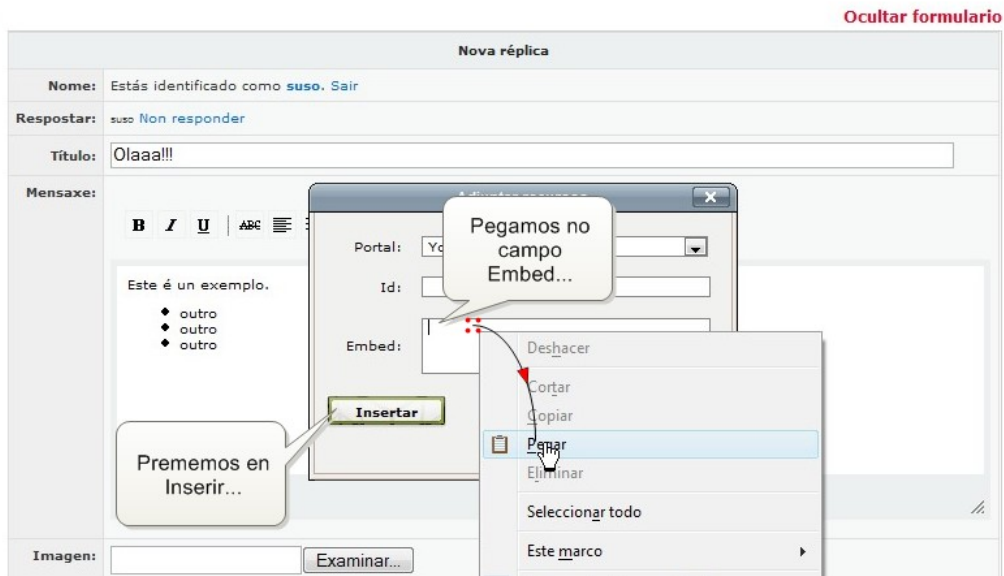 Ocultar formulario
Nova réplica
Nome: Estás identificado como suso. Sair
Respostar: suso Non responder
Título: Olaaa!!!
Mensaxe:
B I U ABC
Pegamos no
campo
Embed...
Portal:
Id:
Embed:
Este é un exemplo.
outro
outro
outro
Insertar
Prememos en
Inserir...
Deshacer
Cortar
Copiar
Pegar
Eliminar
Seleccionar todo
Este marco
Imagen: Examinar...